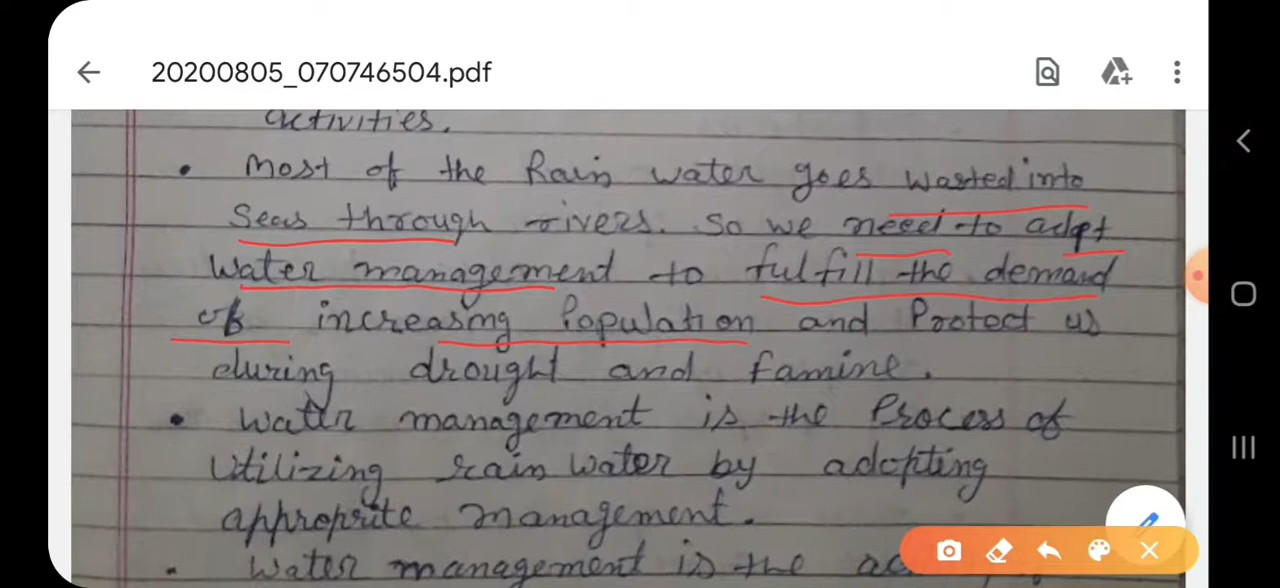 20200805_070746504.pdf
activities.
• Most of the Rain water goes wasted into
Seas through rivers. So we need to adopt
Water management to fulfill the demand
of increasing Population and Protect us
during drought and famine.
• Water management is the Process of
Utilizing rain water by adopting
approprite management.
• Water management is the